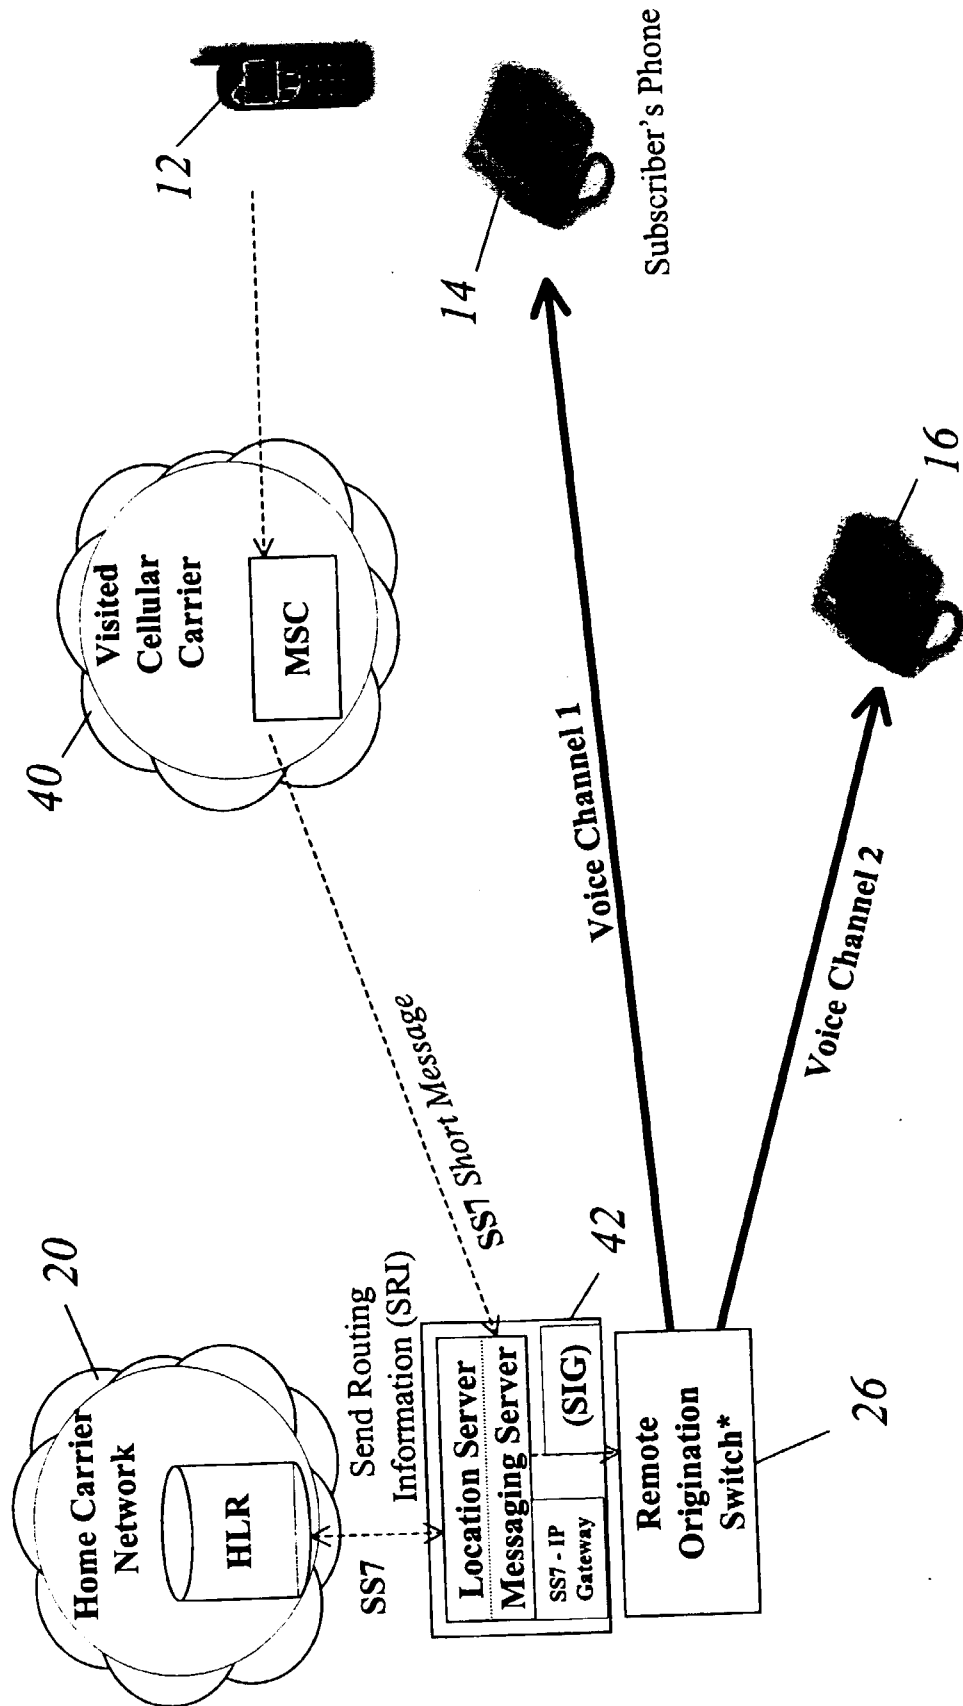 20
Home Carrier
Network
HLR
SS7
Send Routing
Information (SRI)
Location Server
Messaging Server
SS7 - IP
Gateway
(SIG)
42
Remote
Origination
Switch*
26
SS7 Short Message
40
Visited
Cellular
Carrier
MSC
12
14
Subscriber's Phone
16
Voice Channel 1
Voice Channel 2